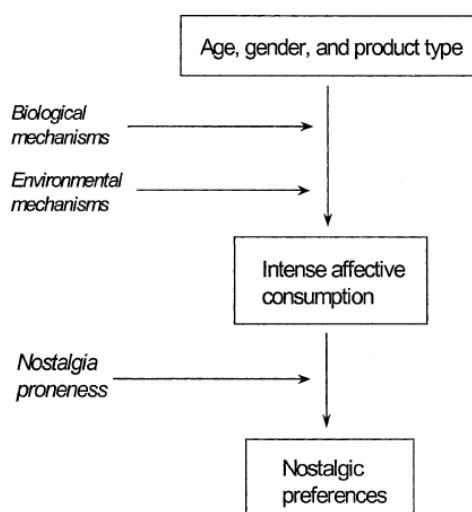 Age, gender, and product type
Biological
mechanisms
Environmental
mechanisms
Intense affective
consumption
Nostalgia
proneness
Nostalgic
preferences